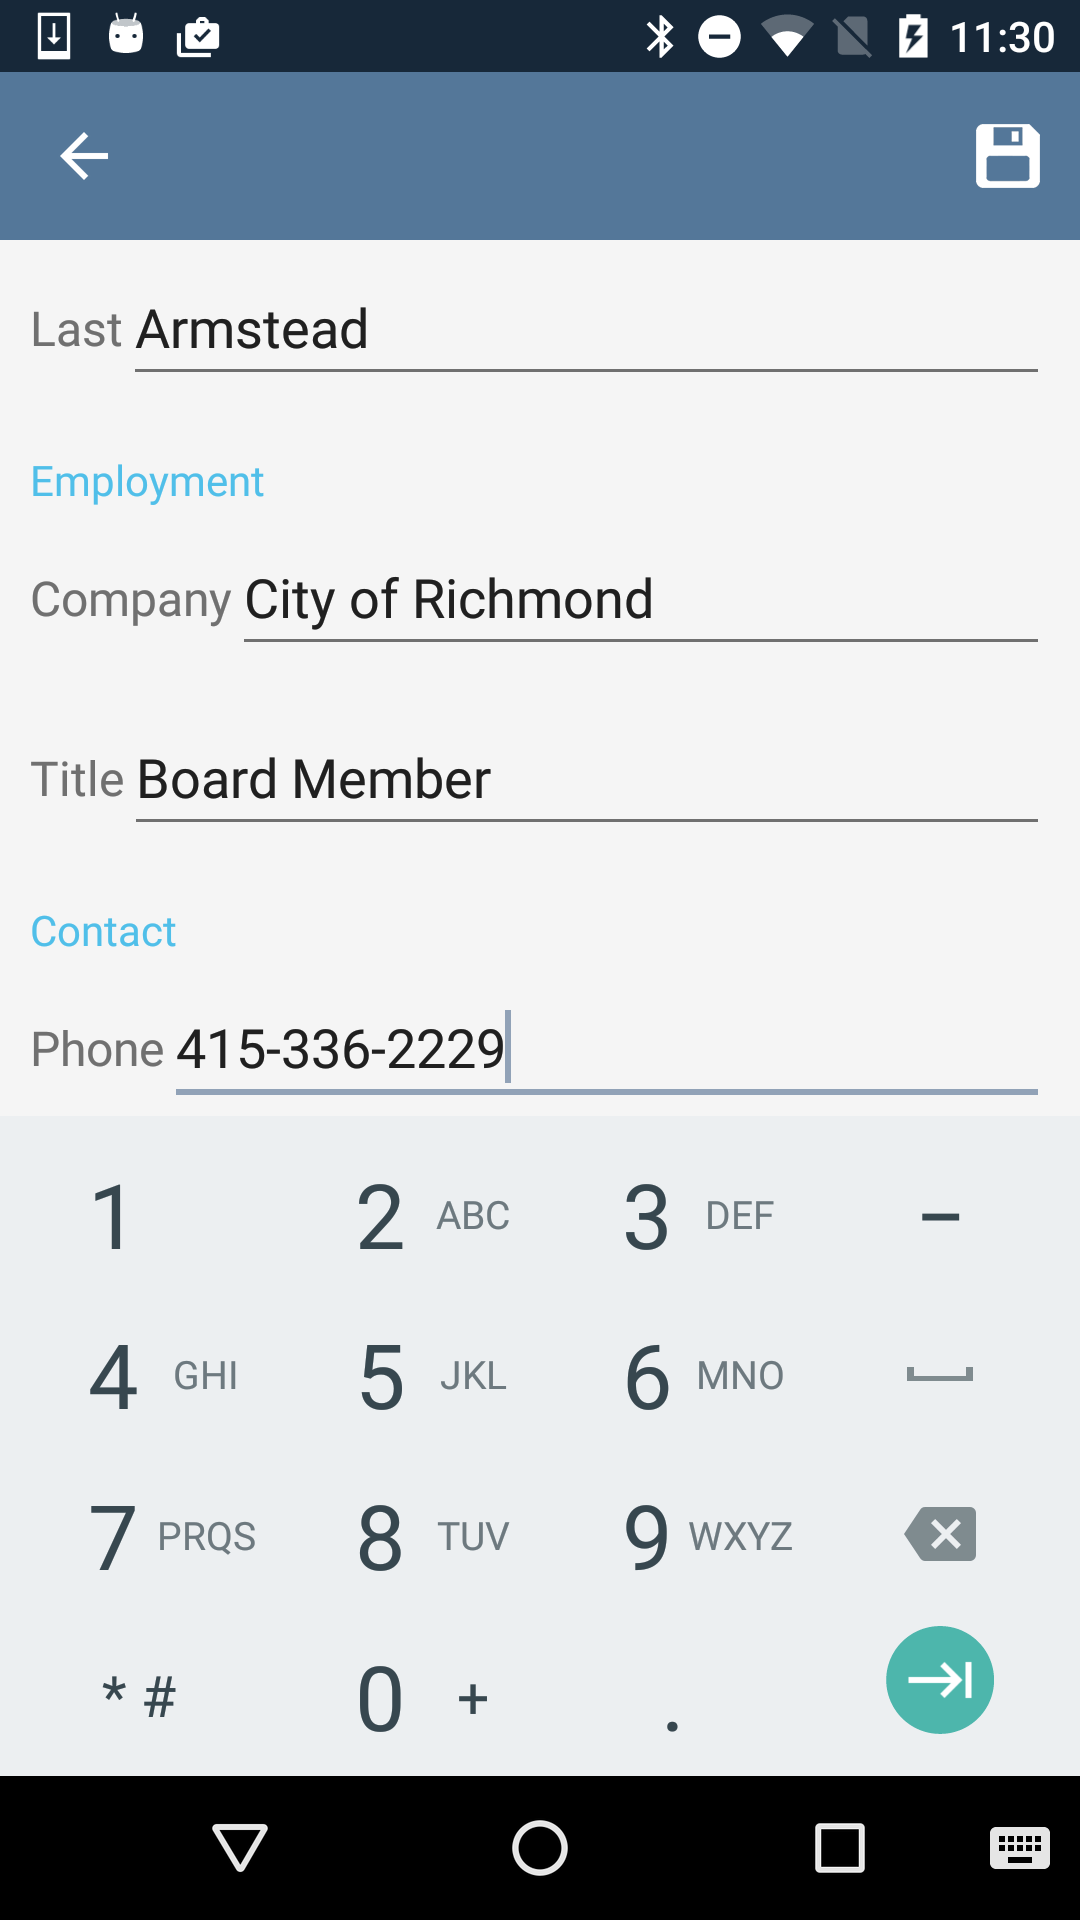 11:30
Last Armstead
Employment
Company City of Richmond
Title Board Member
Contact
Phone 415-336-2229
1 2 ABC 3 DEF –
4 GHI 5 JKL 6 MNO
7 PRQS 8 TUV 9 WXYZ
* # 0 + .